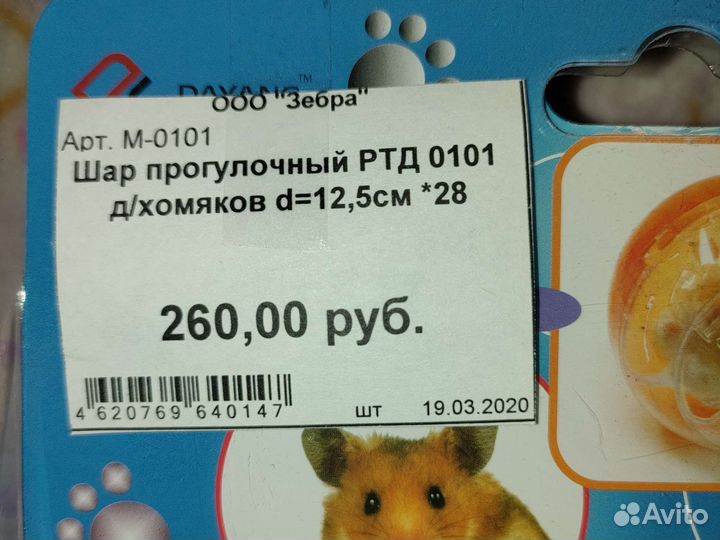 ООО "Зебра"
Арт. М-0101
Шар прогулочный РТД 0101
д/хомяков d=12,5см *28
260,00 руб.
4 620769 640147
шт 19.03.2020
Avito